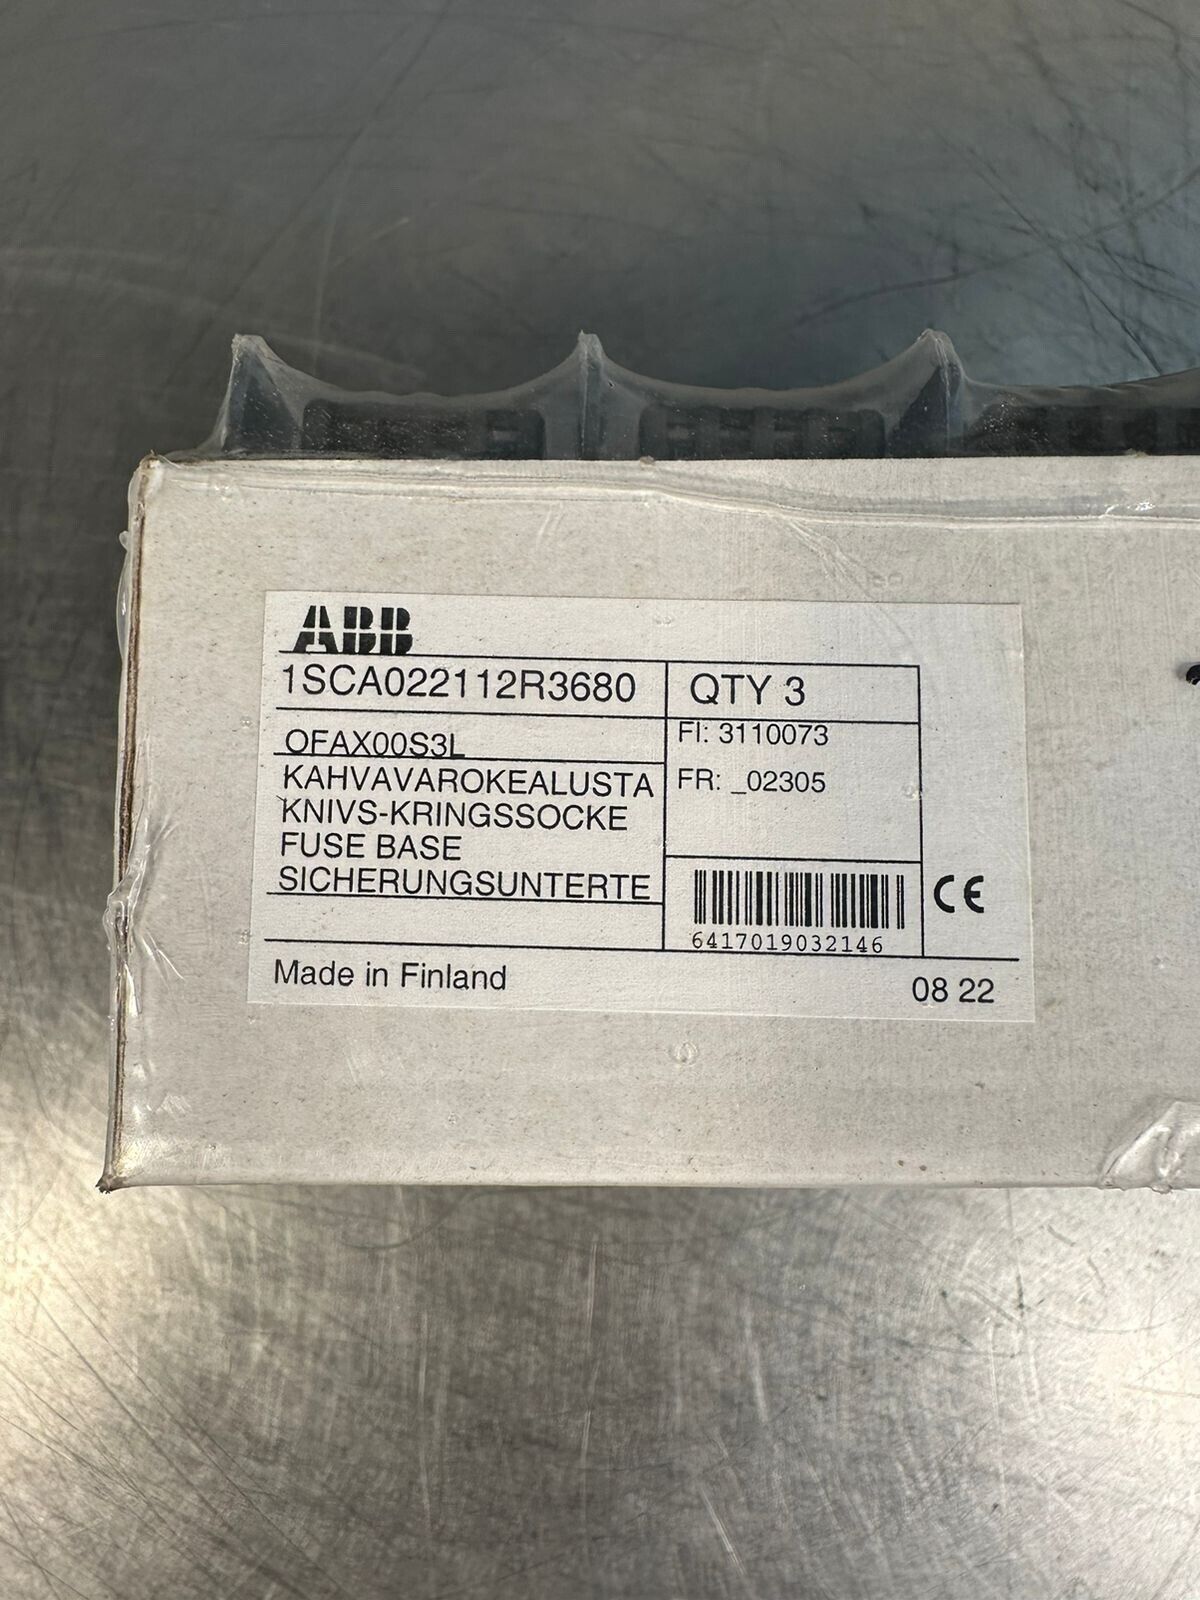 ABB
1SCA022112R3680 QTY 3
OFAX00S3L FI: 3110073
KAHVAVAROKEALUSTA FR: _02305
KNIVS-KRINGSSOCKE
FUSE BASE
SICHERUNGSUNTERTE
CE
6417019032146
Made in Finland 08 22